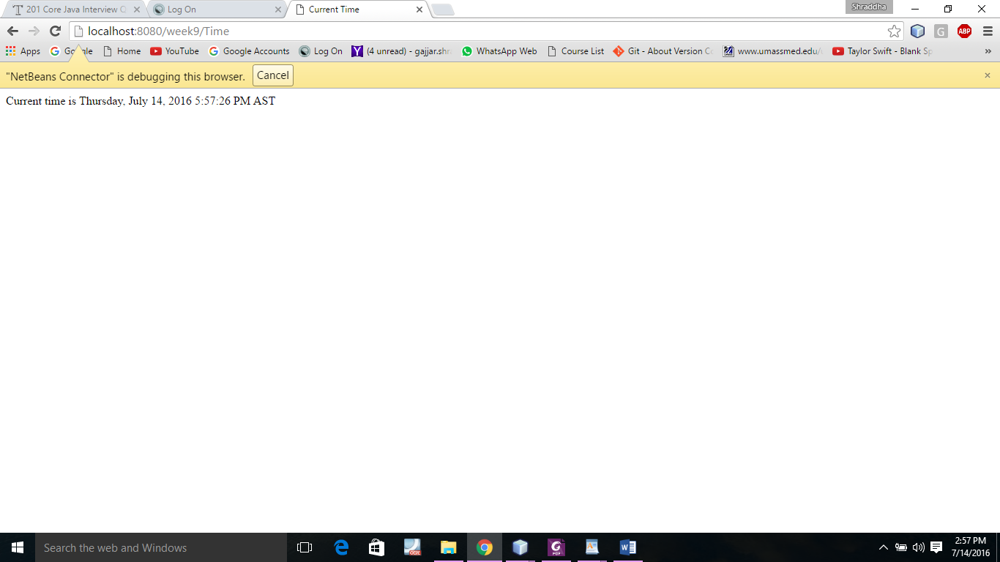 201 Core Java Interview Q
Log On
Current Time
Shraddha
localhost:8080/week9/Time
G
ABP
Apps
Google
Home
YouTube
Google Accounts
Log On
(4 unread) - gajjar.shr
WhatsApp Web
Course List
Git - About Version Co
www.umassmed.edu/
Taylor Swift - Blank Sp
»
"NetBeans Connector" is debugging this browser.
Cancel
Current time is Thursday, July 14, 2016 5:57:26 PM AST
Search the web and Windows
PDF
2:57 PM
7/14/2016